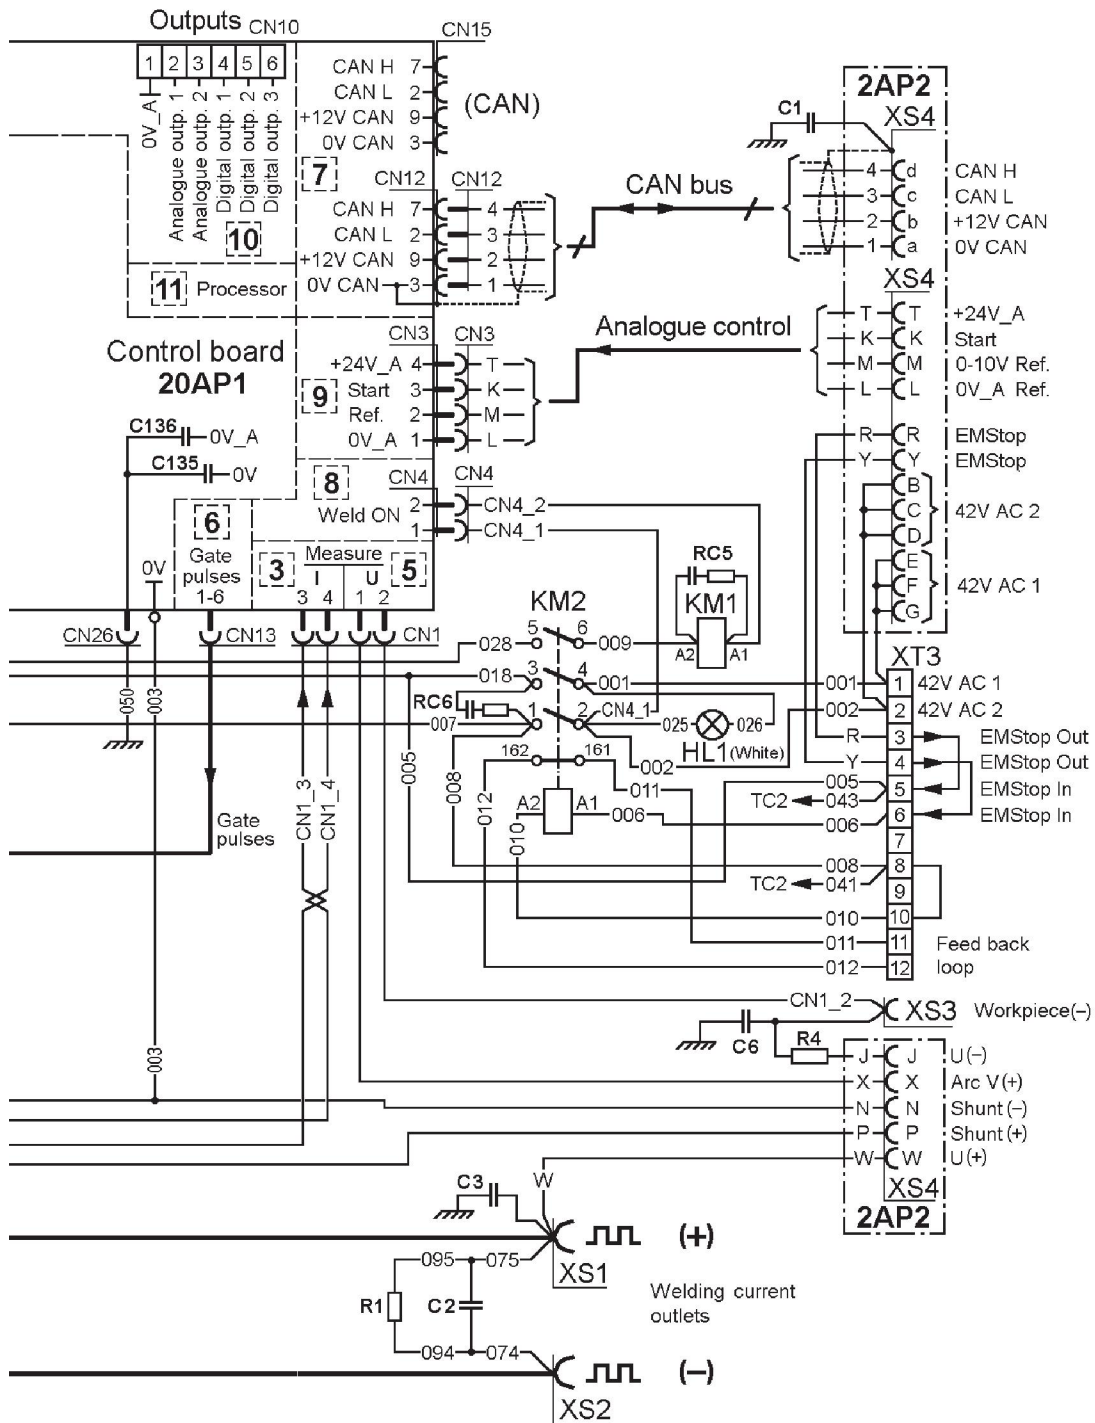 Outputs CN10
1 2 3 4 5 6
0V_A
Analogue outp. 1
Analogue outp. 2
Digital outp. 1
Digital outp. 2
Digital outp. 3
10
11 Processor
CN15
CAN H 7
CAN L 2
+12V CAN 9
0V CAN 3
(CAN)
7
CN12 CN12
CAN H 7 4
CAN L 2 3
+12V CAN 9 2
0V CAN 3 1
CAN bus
C1
2AP2
XS4
4 d CAN H
3 c CAN L
2 b +12V CAN
1 a 0V CAN
XS4
T T +24V_A
K K Start
M M 0-10V Ref.
L L 0V_A Ref.
R R EMStop
Y Y EMStop
B
C 42V AC 2
D
E
F 42V AC 1
G
Analogue control
Control board
20AP1
CN3 CN3
9
+24V_A 4 T
Start 3 K
Ref. 2 M
0V_A 1 L
C136 0V_A
C135 0V
8
CN4 CN4
Weld ON
2 CN4_2
1 CN4_1
6
Gate
pulses
1-6
0V
3 Measure 5
I U
3 4 1 2
CN26 CN13 CN1
050
003
Gate
pulses
CN1_3
CN1_4
003
RC5
KM1
A2 A1
KM2
028 5 6 009
018 3 4 001
RC6
007 1 2 CN4_1
025 026
HL1 (White)
002
162 161
005
008
012
011
A2 A1
010
006
XT3
001 1 42V AC 1
002 2 42V AC 2
R 3 EMStop Out
Y 4 EMStop Out
005 5 EMStop In
TC2 043
006 6 EMStop In
7
008 8
TC2 041
9
010 10
011 11 Feed back
012 12 loop
CN1_2 XS3 Workpiece(–)
C6
R4
J J U(–)
X X Arc V(+)
N N Shunt(–)
P P Shunt(+)
W W U(+)
XS4
2AP2
C3
W
(+)
XS1
095 075
R1
C2
Welding current
outlets
094 074
(–)
XS2